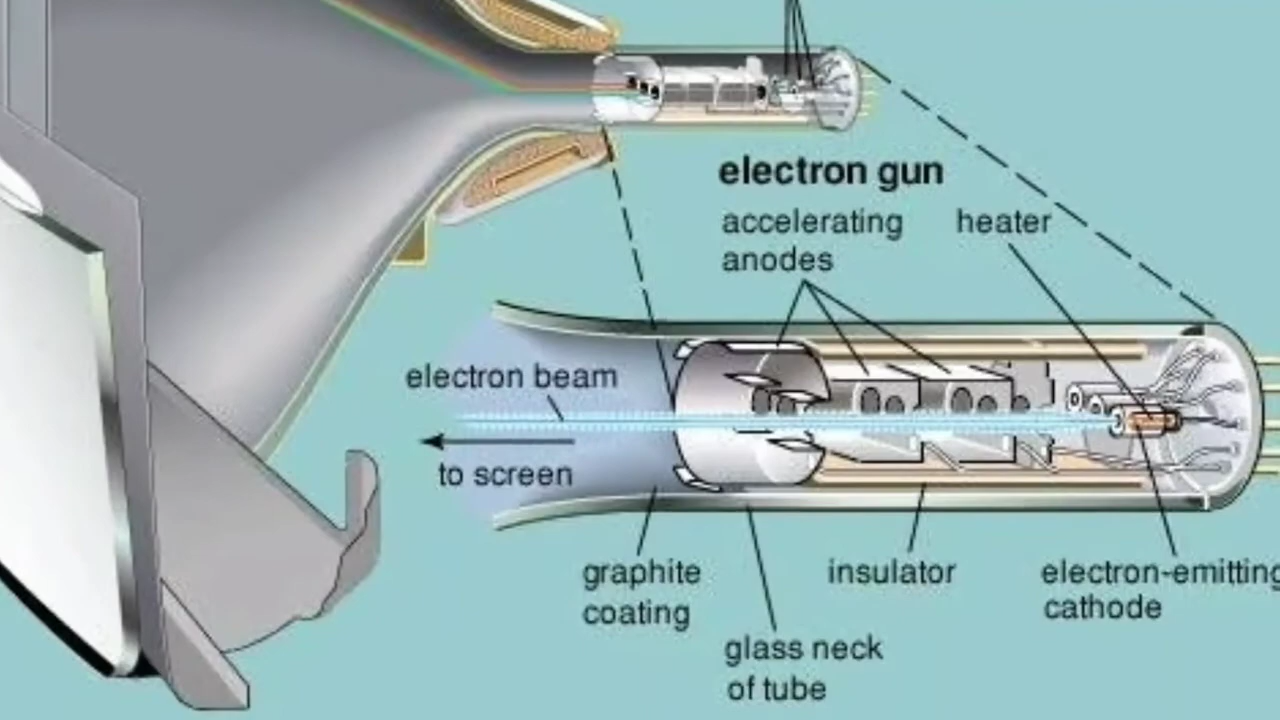 electron gun
accelerating
anodes
heater
electron beam
to screen
graphite
coating
insulator
electron-emitting
cathode
glass neck
of tube